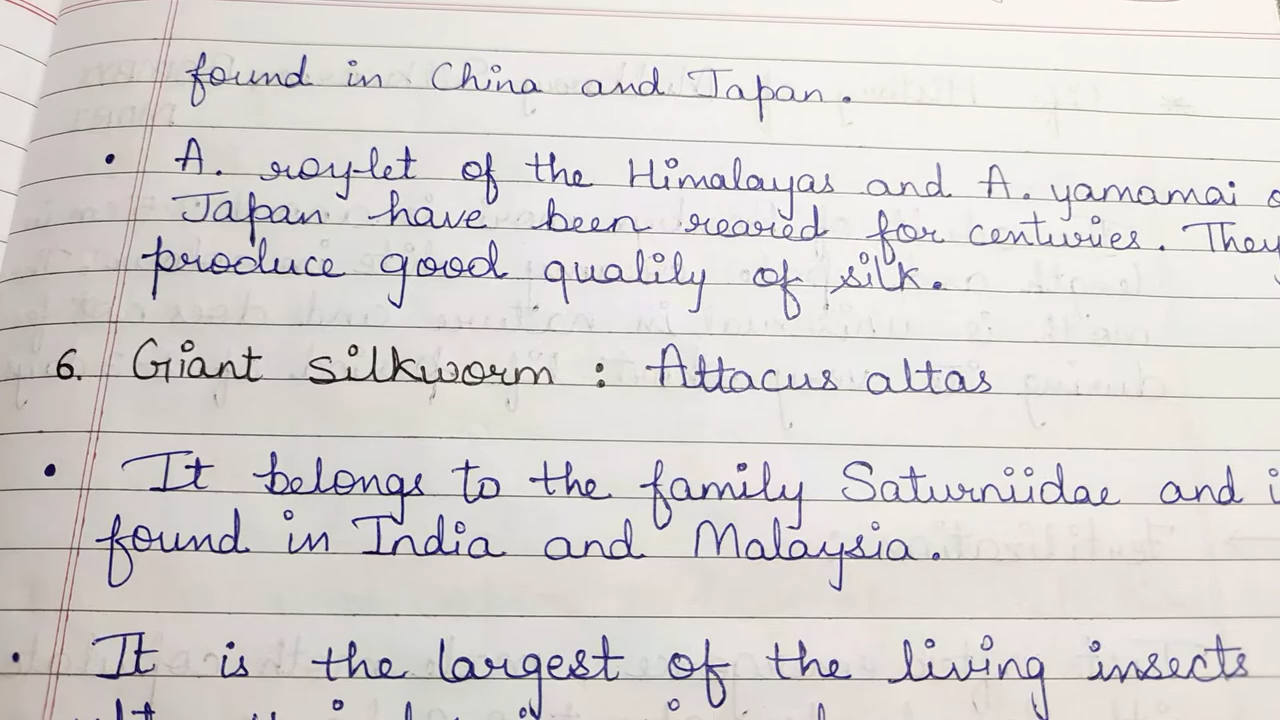 found in China and Japan.
• A. roylet of the Himalayas and A. yamamai
Japan have been reared for centuries. They
produce good quality of silk.
6. Giant silkworm : Attacus altas
• It belongs to the family Saturniidae and
found in India and Malaysia.
• It is the largest of the living insects